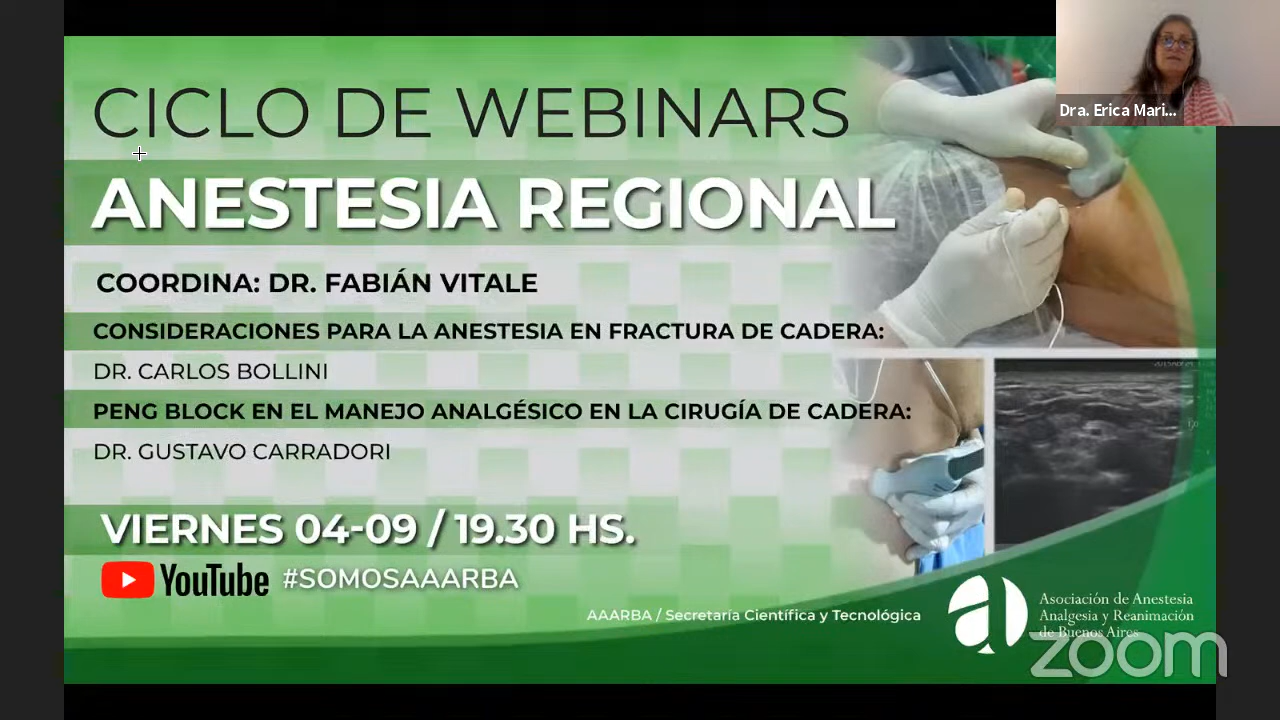 CICLO DE WEBINARS
Dra. Erica Mari...
ANESTESIA REGIONAL
COORDINA: DR. FABIÁN VITALE
CONSIDERACIONES PARA LA ANESTESIA EN FRACTURA DE CADERA:
DR. CARLOS BOLLINI
PENG BLOCK EN EL MANEJO ANALGÉSICO EN LA CIRUGÍA DE CADERA:
DR. GUSTAVO CARRADORI
VIERNES 04-09 / 19.30 HS.
YouTube #SOMOSAAARBA
AAARBA / Secretaría Científica y Tecnológica
Asociación de Anestesia
Analgesia y Reanimación
de Buenos Aires
zoom